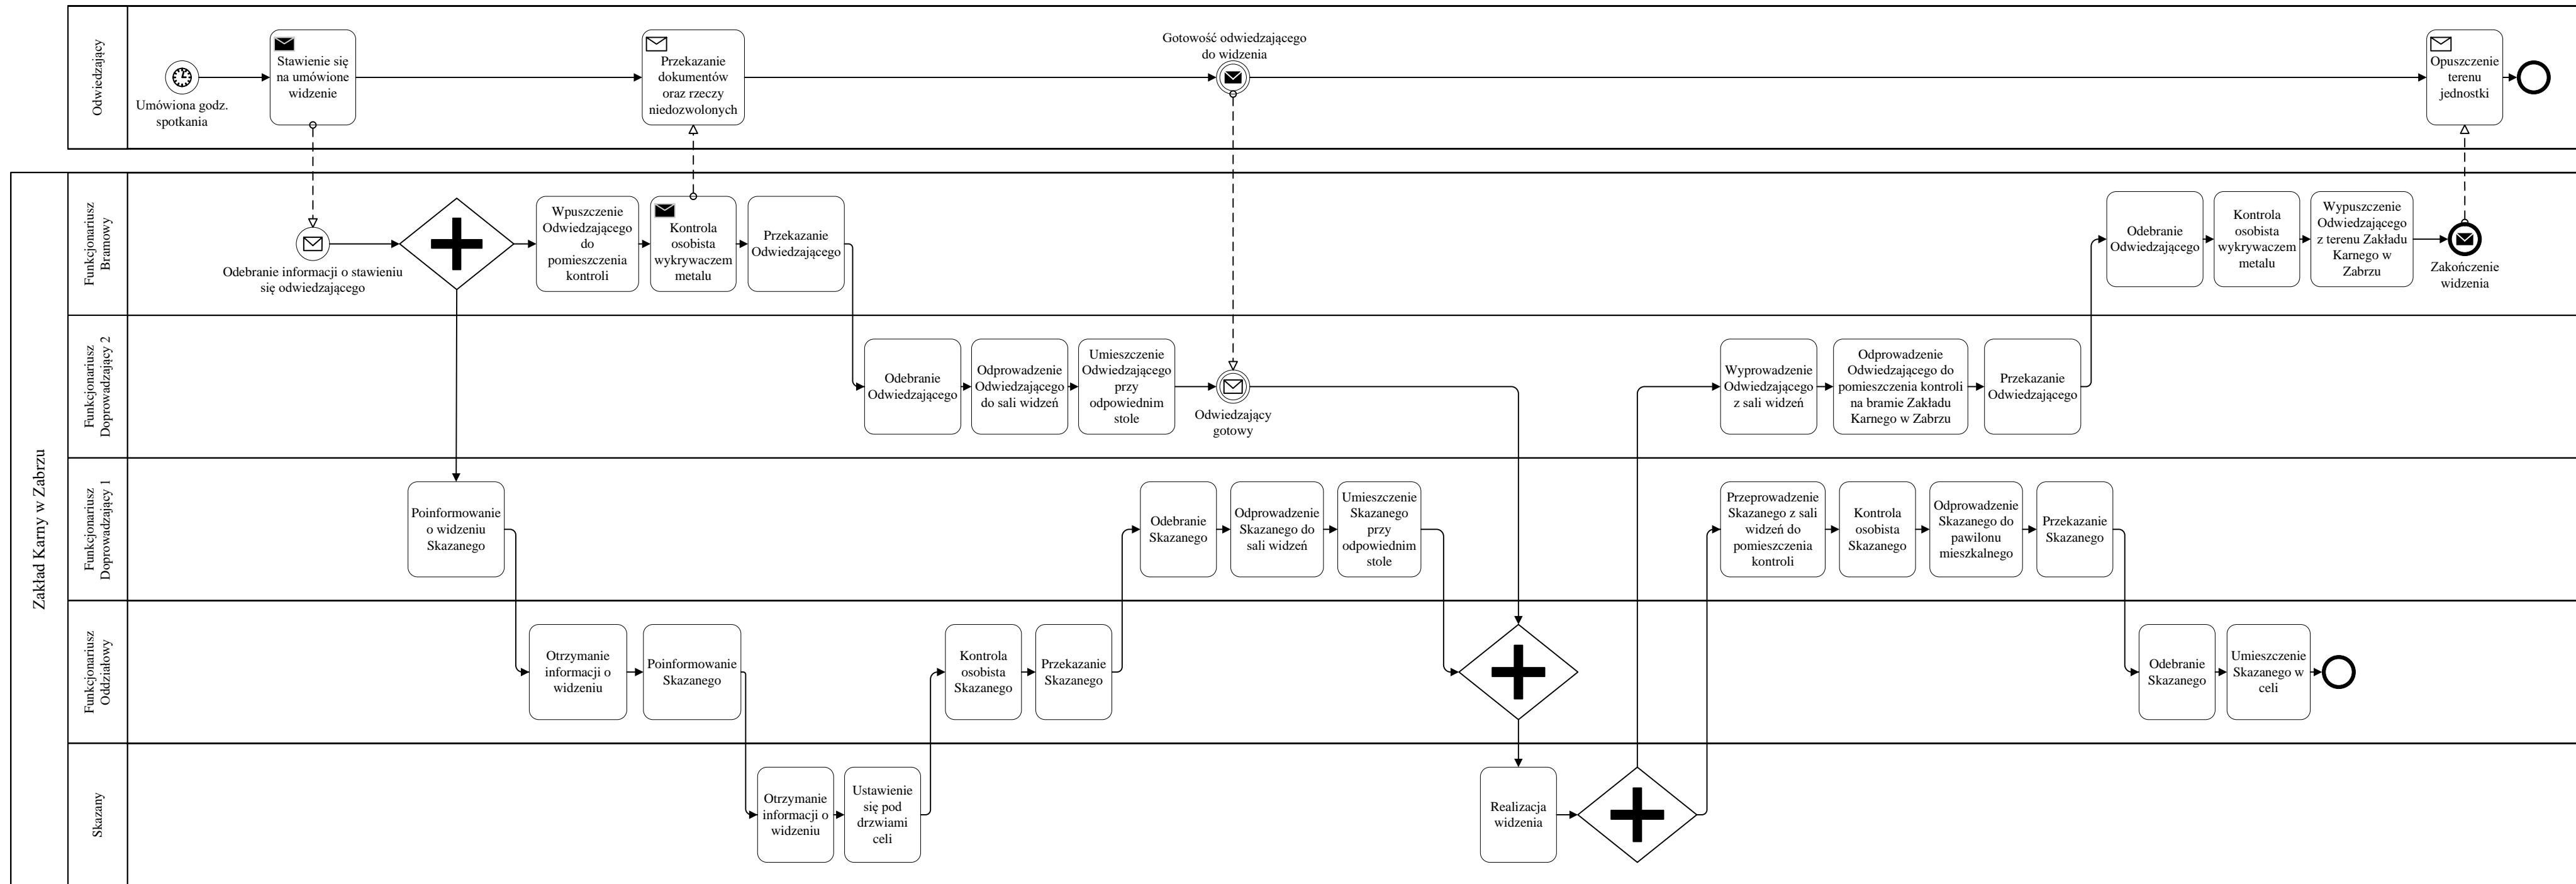 Odwiedzający
Umówiona godz.
spotkania
Stawienie się
na umówione
widzenie
Przekazanie
dokumentów
oraz rzeczy
niedozwolonych
Gotowość odwiedzającego
do widzenia
Opuszczenie
terenu
jednostki
Zakład Karny w Zabrzu
Funkcjonariusz
Bramowy
Odebranie informacji o stawieniu
się odwiedzającego
Wpuszczenie
Odwiedzającego
do
pomieszczenia
kontroli
Kontrola
osobista
wykrywaczem
metalu
Przekazanie
Odwiedzającego
Odebranie
Odwiedzającego
Kontrola
osobista
wykrywaczem
metalu
Wypuszczenie
Odwiedzającego
z terenu Zakładu
Karnego w
Zabrzu
Zakończenie
widzenia
Funkcjonariusz
Doprowadzający 2
Odebranie
Odwiedzającego
Odprowadzenie
Odwiedzającego
do sali widzeń
Umieszczenie
Odwiedzającego
przy
odpowiednim
stole
Odwiedzający
gotowy
Wyprowadzenie
Odwiedzającego
z sali widzeń
Odprowadzenie
Odwiedzającego do
pomieszczenia kontroli
na bramie Zakładu
Karnego w Zabrzu
Przekazanie
Odwiedzającego
Funkcjonariusz
Doprowadzający 1
Poinformowanie
o widzeniu
Skazanego
Odebranie
Skazanego
Odprowadzenie
Skazanego do
sali widzeń
Umieszczenie
Skazanego
przy
odpowiednim
stole
Przeprowadzenie
Skazanego z sali
widzeń do
pomieszczenia
kontroli
Kontrola
osobista
Skazanego
Odprowadzenie
Skazanego do
pawilonu
mieszkalnego
Przekazanie
Skazanego
Funkcjonariusz
Oddziałowy
Otrzymanie
informacji o
widzeniu
Poinformowanie
Skazanego
Kontrola
osobista
Skazanego
Przekazanie
Skazanego
Odebranie
Skazanego
Umieszczenie
Skazanego w
celi
Skazany
Otrzymanie
informacji o
widzeniu
Ustawienie
się pod
drzwiami
celi
Realizacja
widzenia